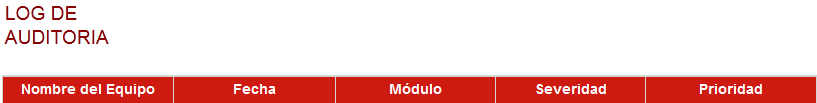 LOG DE
AUDITORIA
Nombre del Equipo Fecha Módulo Severidad Prioridad